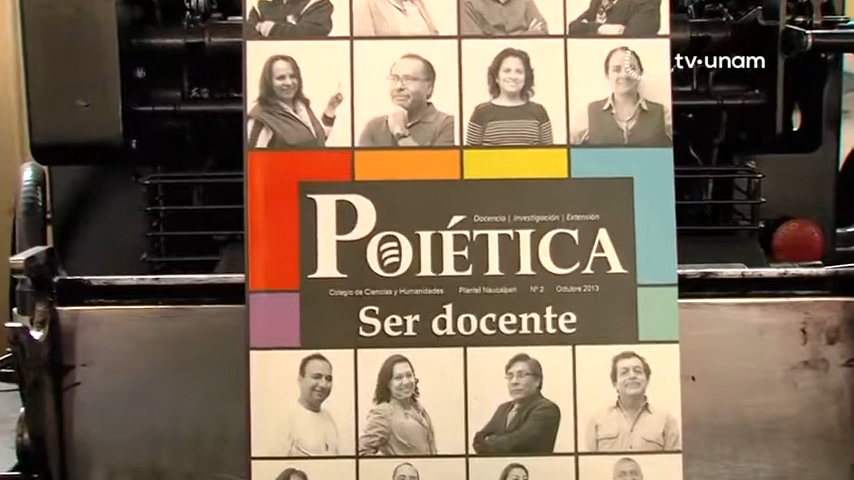 tv·unam
Docencia | Investigación | Extensión
POIÉTICA
Colegio de Ciencias y Humanidades Plantel Naucalpan Nº 2 Octubre 2013
Ser docente